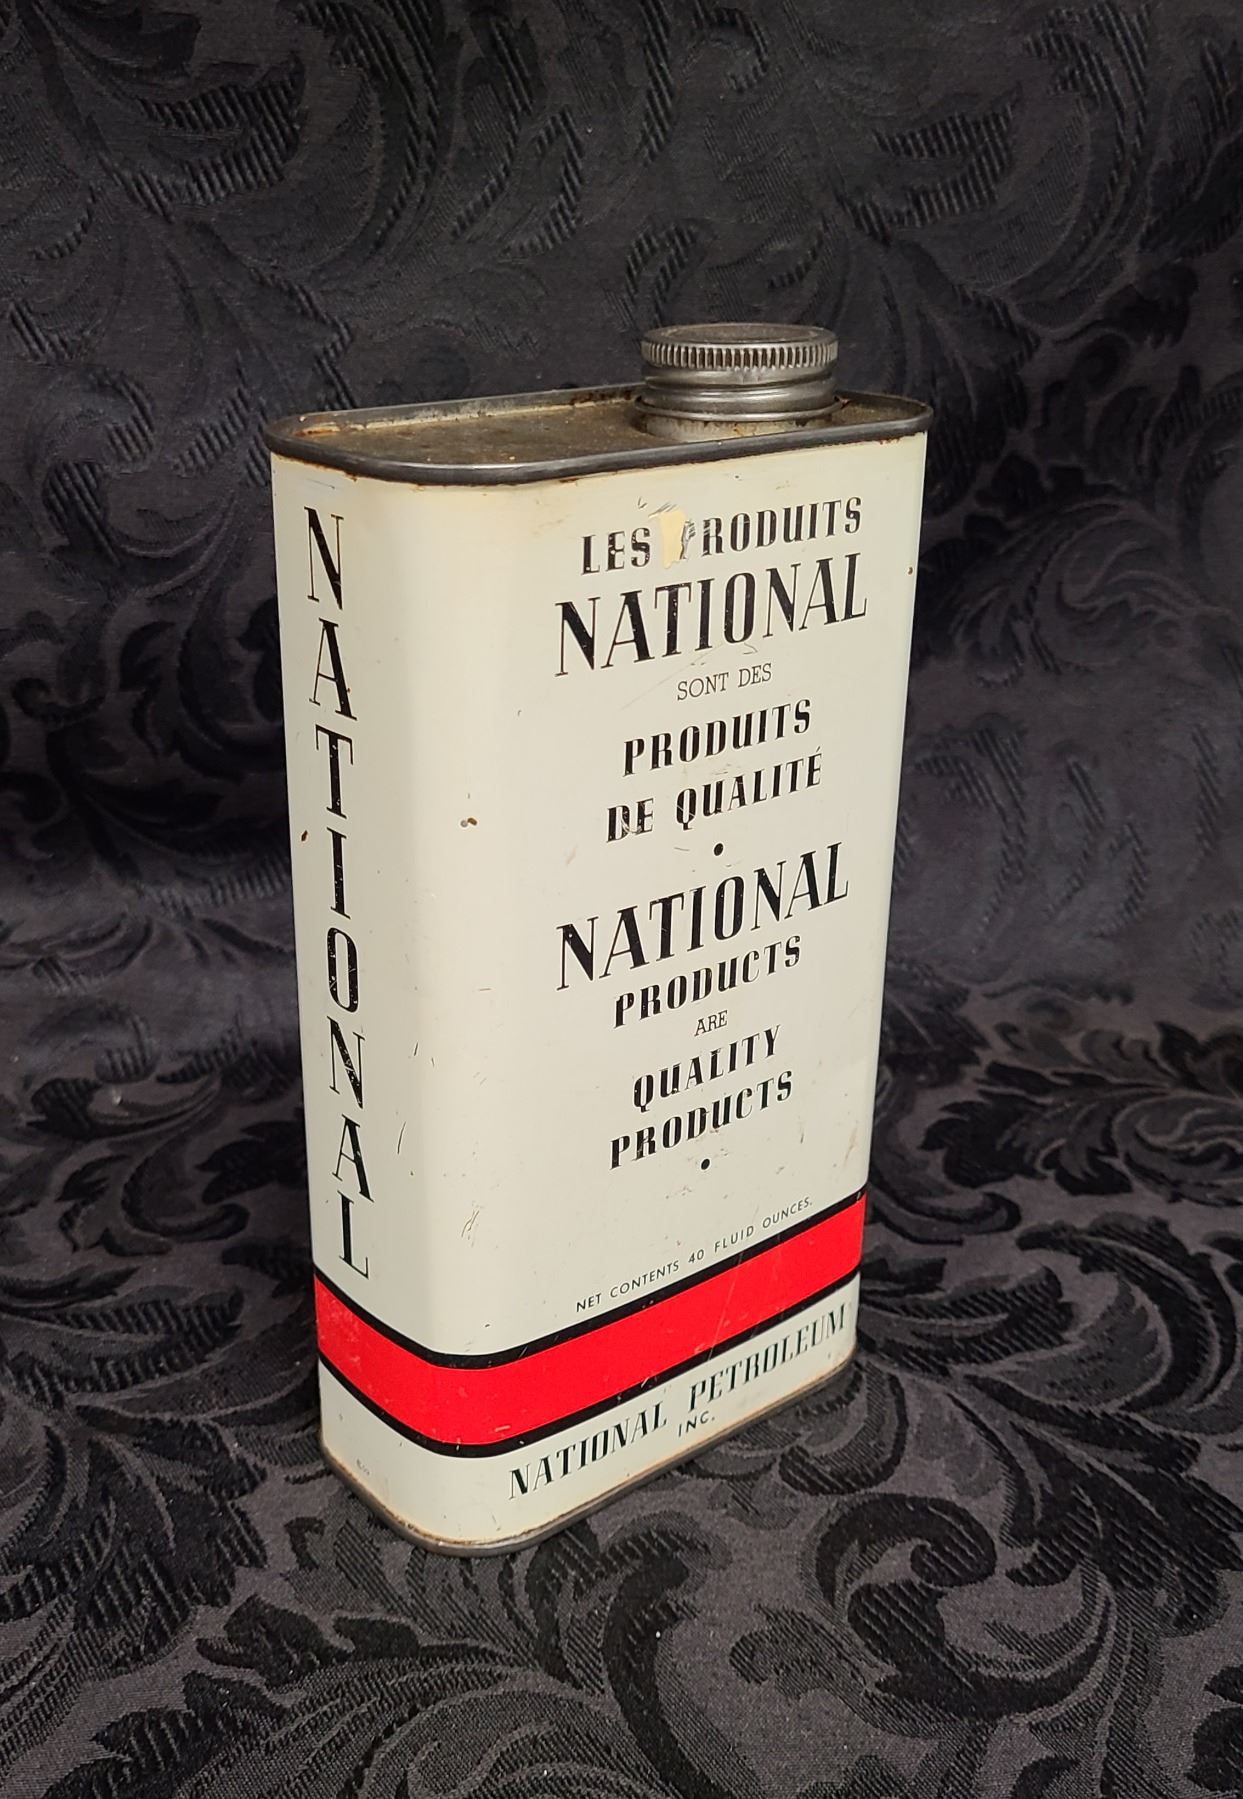 NATIONAL
LES PRODUITS
NATIONAL
SONT DES
PRODUITS
DE QUALITÉ
•
NATIONAL
PRODUCTS
ARE
QUALITY
PRODUCTS
•
NET CONTENTS 40 FLUID OUNCES.
NATIONAL PETROLEUM
INC.